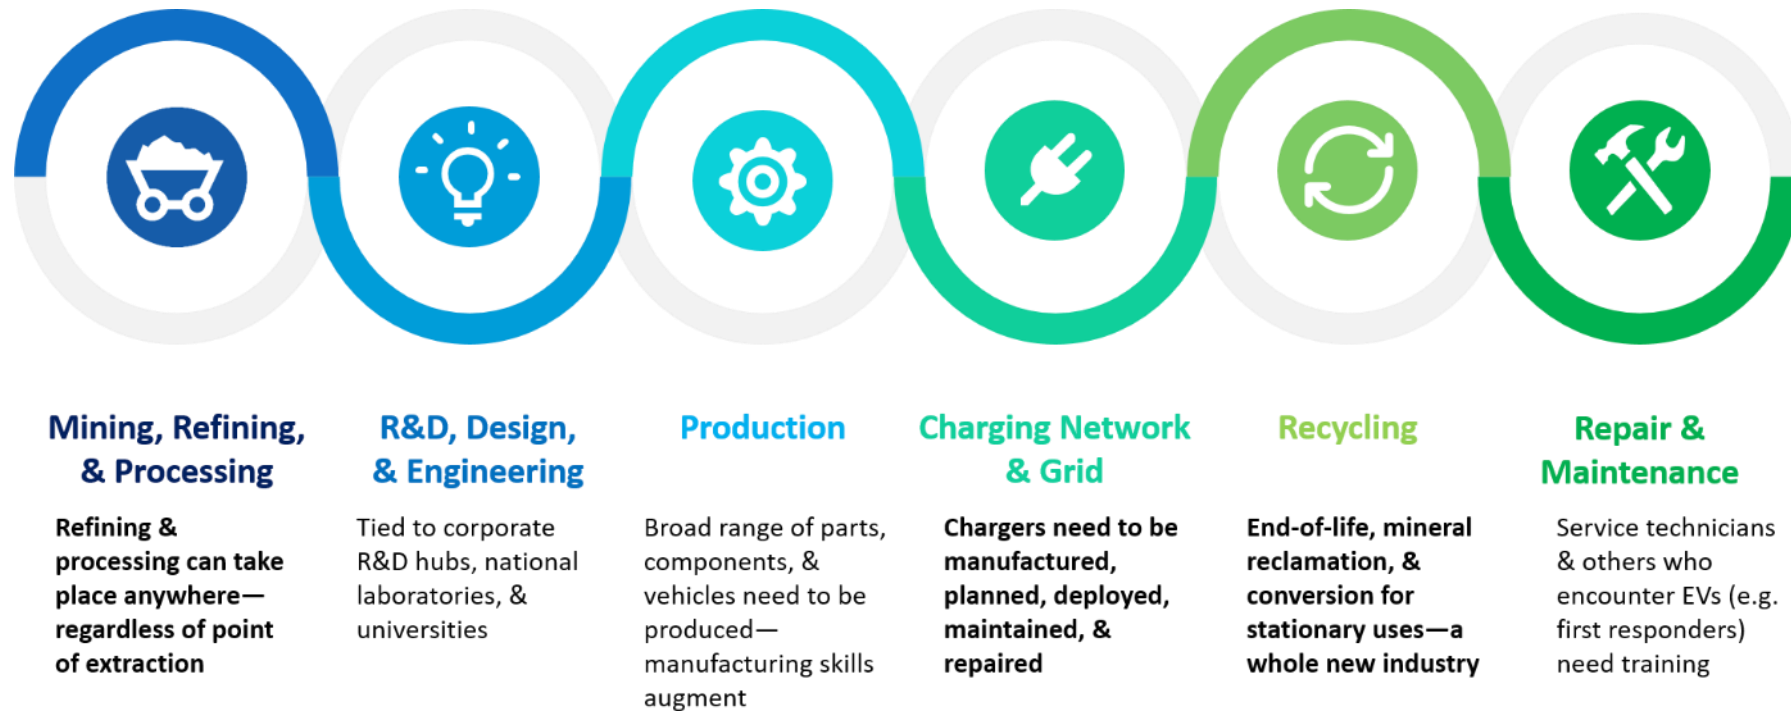 Mining, Refining,
& Processing
Refining &
processing can take
place anywhere—
regardless of point
of extraction
R&D, Design,
& Engineering
Tied to corporate
R&D hubs, national
laboratories, &
universities
Production
Broad range of parts,
components, &
vehicles need to be
produced—
manufacturing skills
augment
Charging Network
& Grid
Chargers need to be
manufactured,
planned, deployed,
maintained, &
repaired
Recycling
End-of-life, mineral
reclamation, &
conversion for
stationary uses—a
whole new industry
Repair &
Maintenance
Service technicians
& others who
encounter EVs (e.g.
first responders)
need training